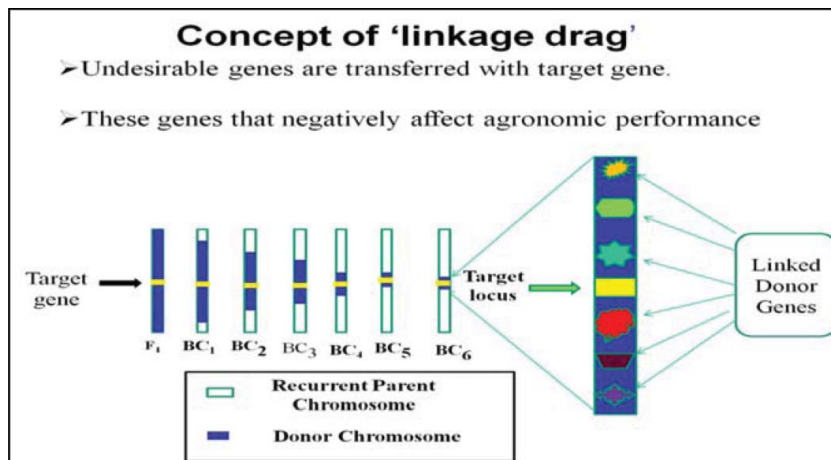 Concept of ‘linkage drag’
➢Undesirable genes are transferred with target gene.
➢These genes that negatively affect agronomic performance
Target
gene
F1 BC1 BC2 BC3 BC4 BC5 BC6
Target
locus
Linked
Donor
Genes
Recurrent Parent
Chromosome
Donor Chromosome